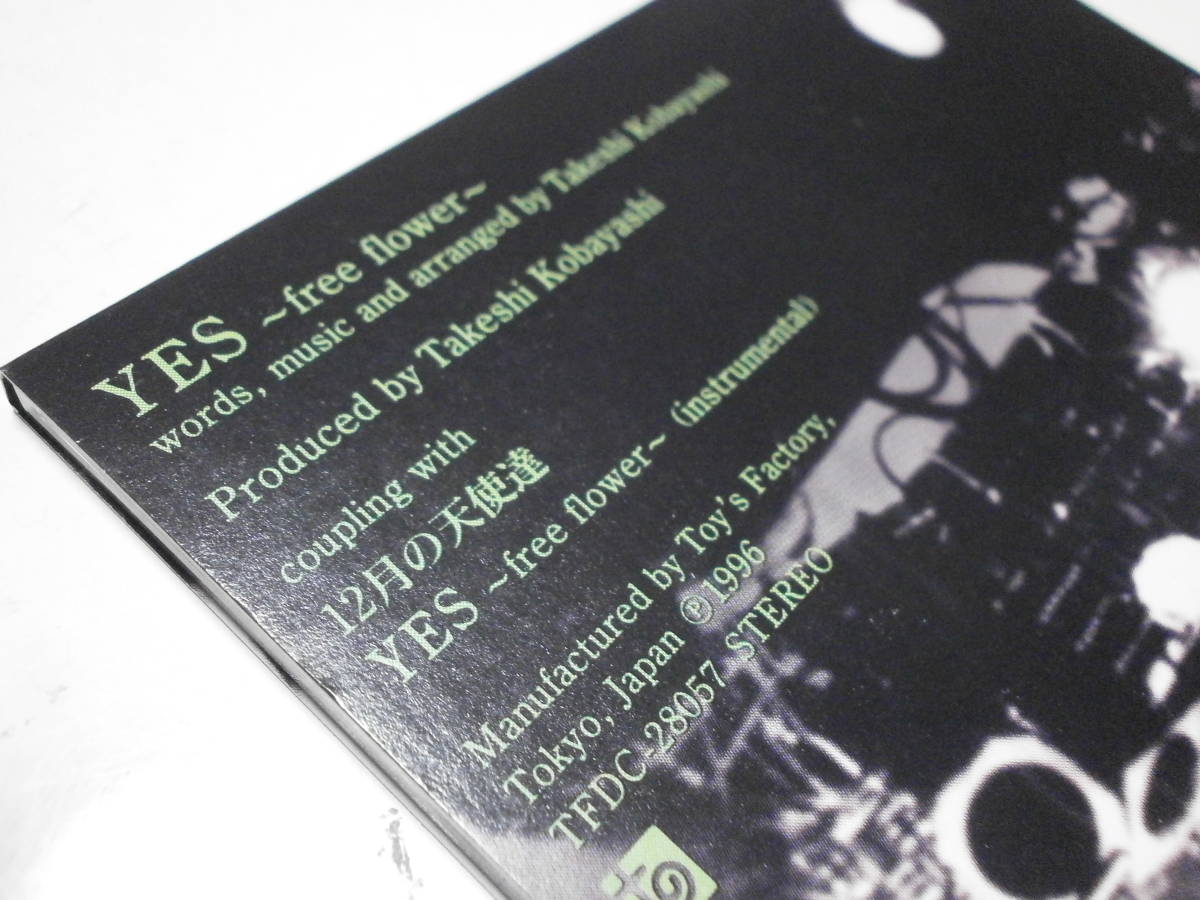 YES ~free flower~
words, music and arranged by Takeshi Kobayashi
Produced by Takeshi Kobayashi
coupling with
12月の天使達
YES ~free flower~ (instrumental)
Manufactured by Toy's Factory,
Tokyo, Japan ℗1996
TFDC-28057 STEREO